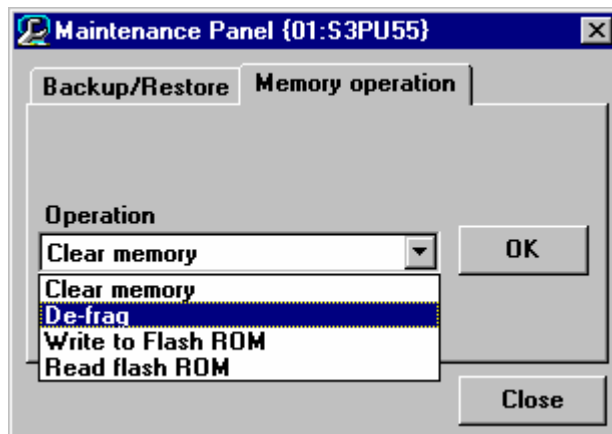 Maintenance Panel {01:S3PU55}
Backup/Restore Memory operation
Operation
Clear memory
OK
Clear memory
De-frag
Write to Flash ROM
Read flash ROM
Close